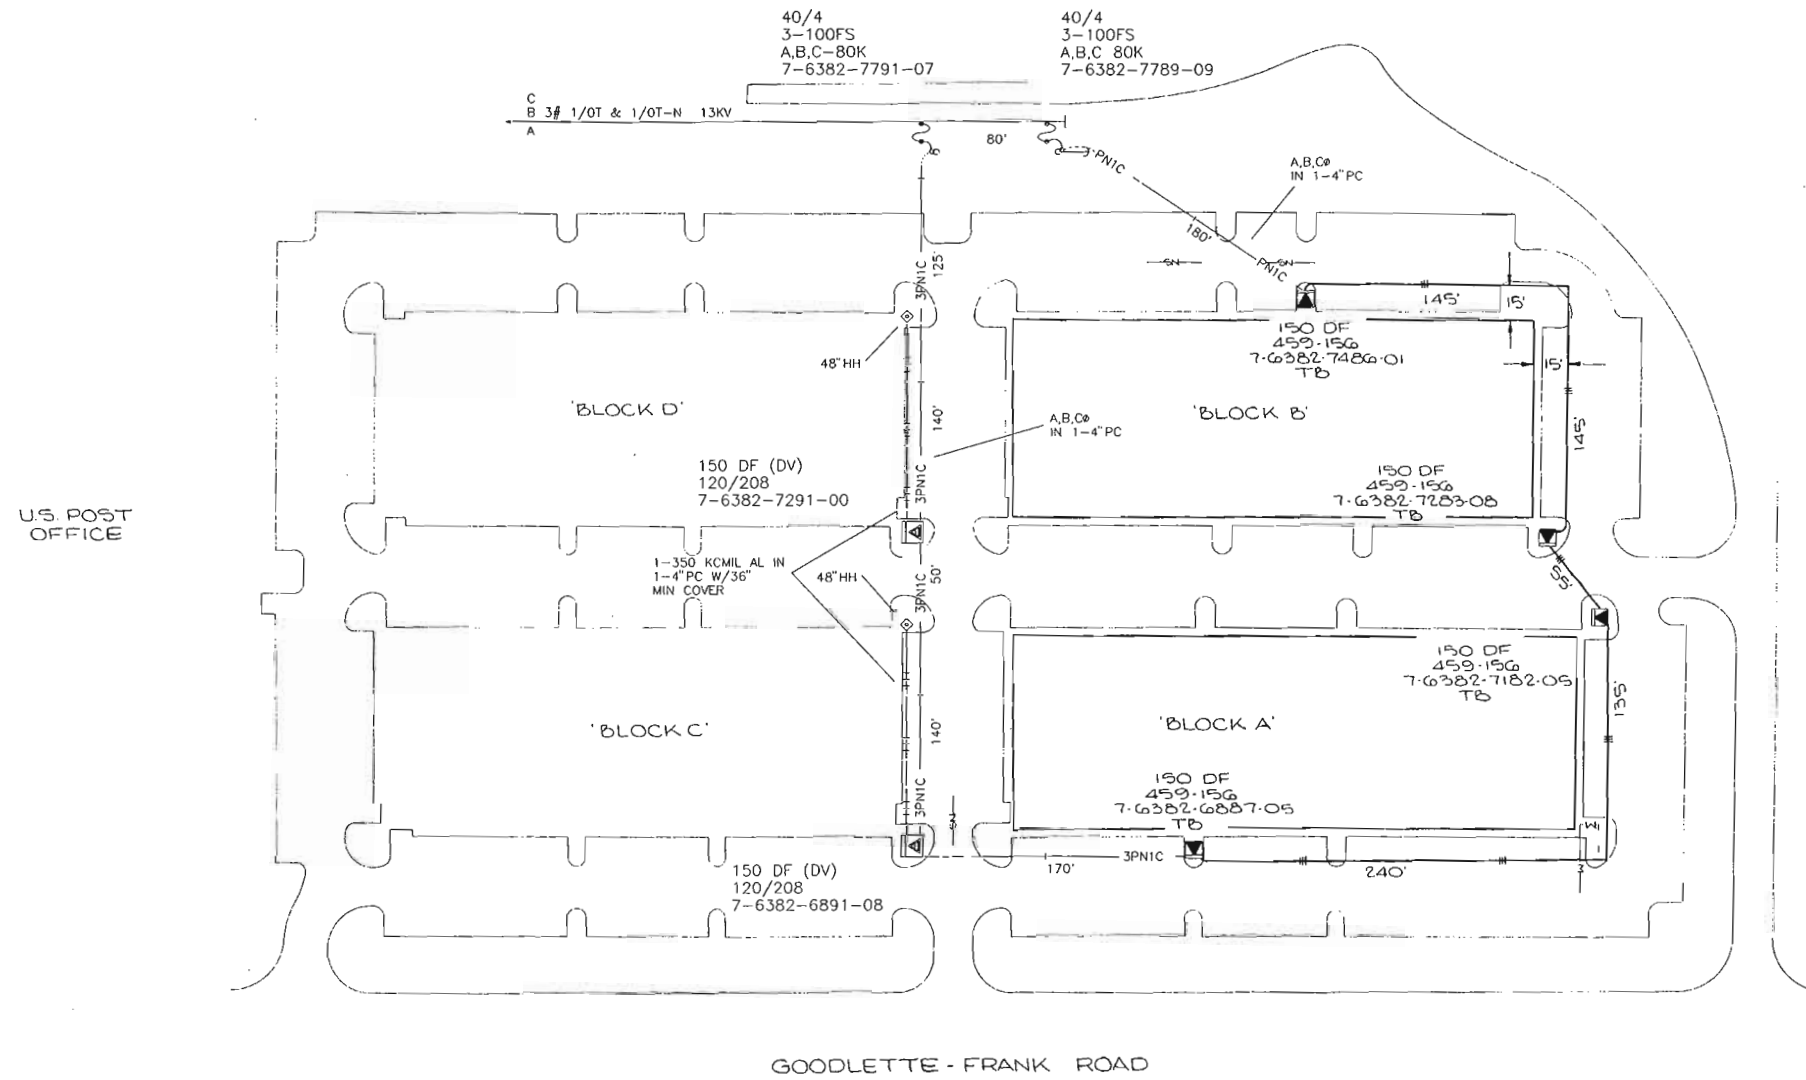 40/4
3-100FS
A,B,C-80K
7-6382-7791-07
40/4
3-100FS
A,B,C 80K
7-6382-7789-09
C
B 3# 1/0T & 1/0T-N 13KV
A
80'
PN1C
A,B,CØ
IN 1-4"PC
180'
PN1C
SN
SN
125'
3PN1C
145'
15'
150 DF
459-156
7-6382-7486-01
TB
15'
48"HH
'BLOCK D'
140'
A,B,CØ
IN 1-4"PC
'BLOCK B'
145'
150 DF (DV)
120/208
7-6382-7291-00
3PN1C
150 DF
459-156
7-6382-7283-08
TB
U.S. POST
OFFICE
1-350 KCMIL AL IN
1-4"PC W/36"
MIN COVER
48"HH
50'
3PN1C
55'
150 DF
459-156
7-6382-7182-05
TB
135'
'BLOCK C'
140'
'BLOCK A'
3PN1C
SN
150 DF
459-156
7-6382-6887-05
TB
3PN1C
170'
240'
3
150 DF (DV)
120/208
7-6382-6891-08
GOODLETTE-FRANK ROAD